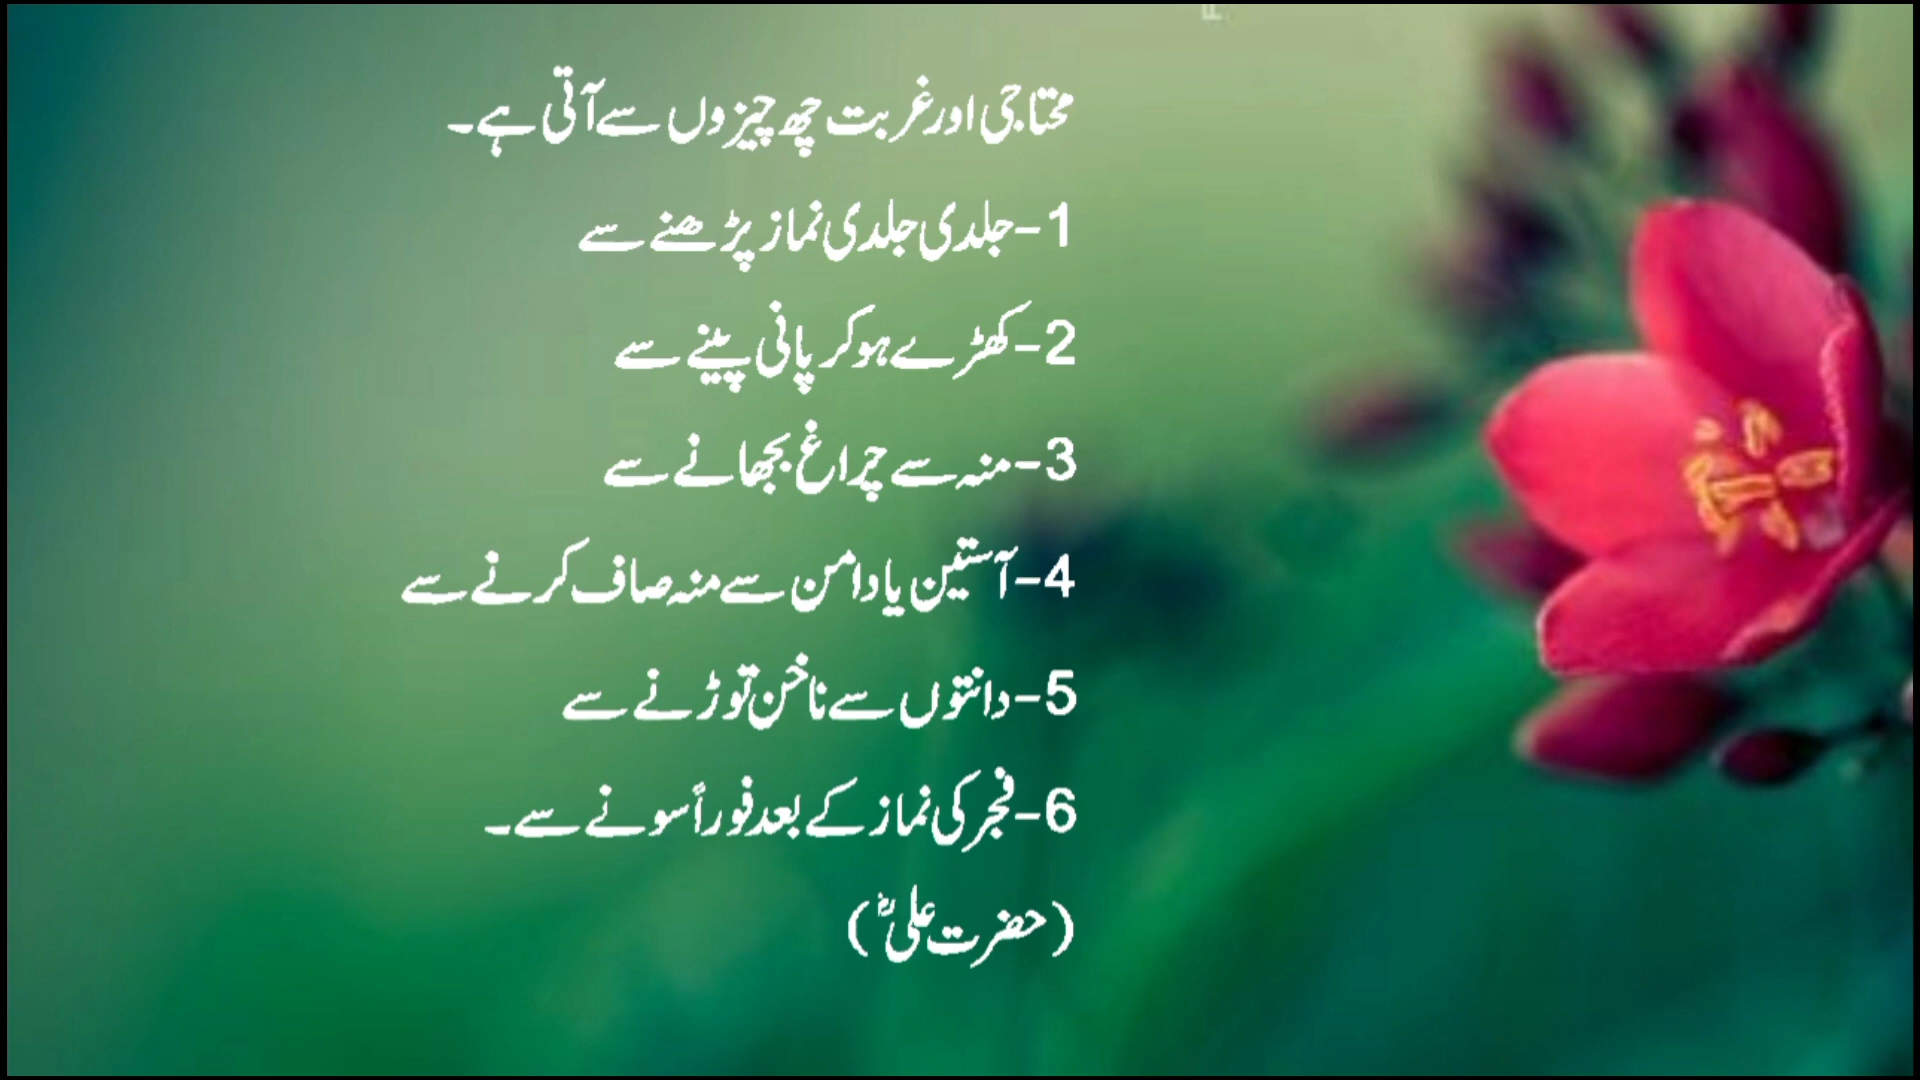 محتاجی اور غربت چھ چیزوں سے آتی ہے۔
1-جلدی جلدی نماز پڑھنے سے
2-کھڑے ہوکر پانی پینے سے
3-منہ سے چراغ بجھانے سے
4-آستین یا دامن سے منہ صاف کرنے سے
5-دانتوں سے ناخن توڑنے سے
6-فجر کی نماز کے بعد فوراً سونے سے۔
(حضرت علیؓ)